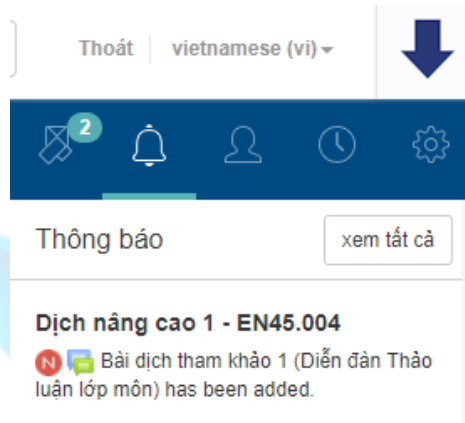 Thoát vietnamese (vi)
2
Thông báo xem tất cả
Dịch nâng cao 1 - EN45.004
N Bài dịch tham khảo 1 (Diễn đàn Thảo
luận lớp môn) has been added.